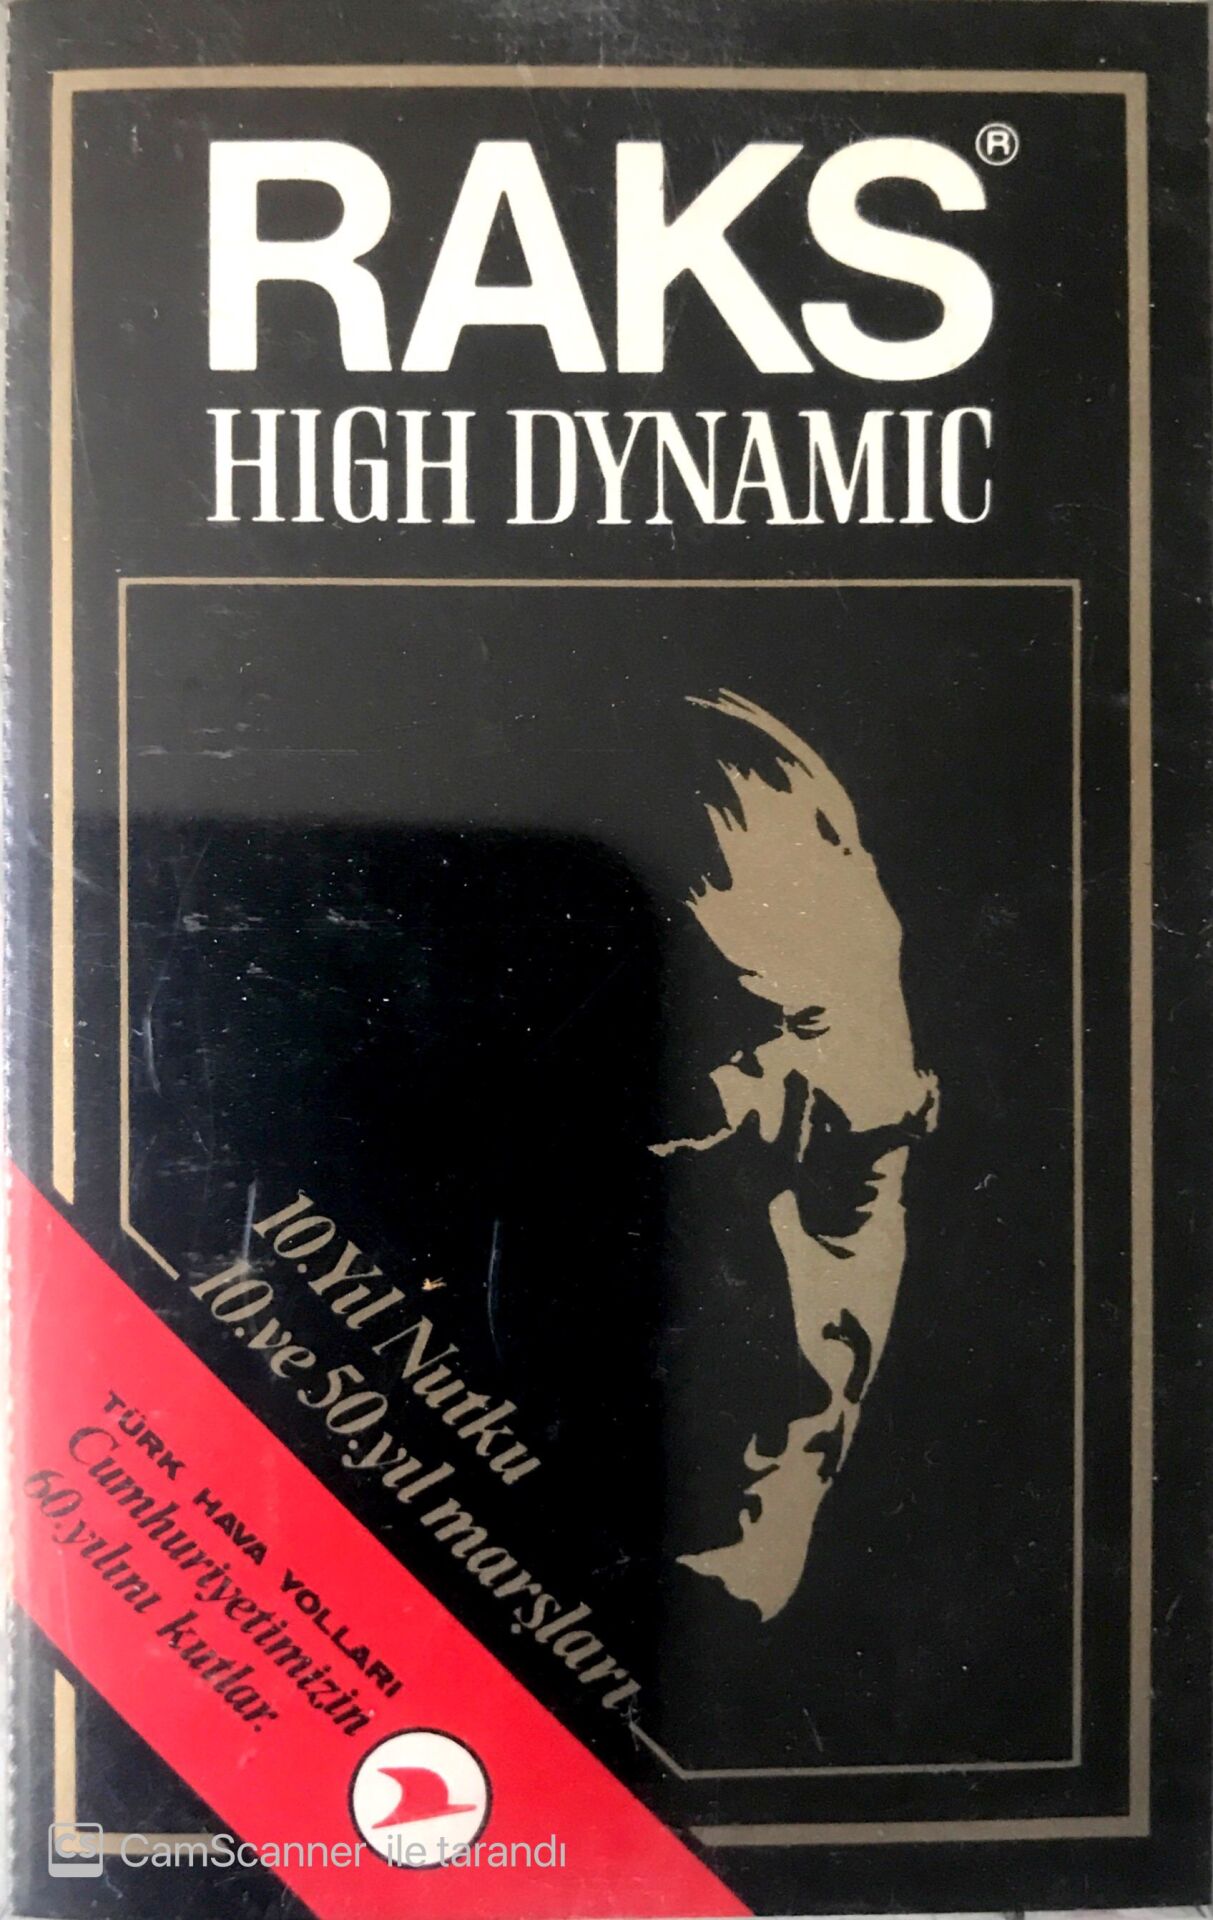 RAKS®
HIGH DYNAMIC
10.Yıl Nutku
10.ve 50.yıl marşları
TÜRK HAVA YOLLARI
Cumhuriyetimizin
60.yılını kutlar.
CS CamScanner ile tarandı